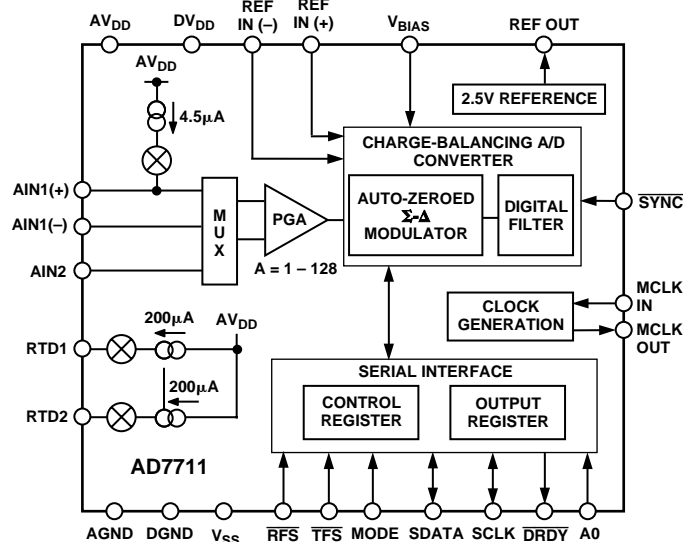 AVDD
DVDD
REF
IN (–)
REF
IN (+)
VBIAS
REF OUT
AVDD
4.5µA
2.5V REFERENCE
CHARGE-BALANCING A/D
CONVERTER
AUTO-ZEROED
Σ-Δ
MODULATOR
DIGITAL
FILTER
AIN1(+)
AIN1(–)
AIN2
M
U
X
PGA
A = 1 – 128
SYNC
MCLK
IN
MCLK
OUT
CLOCK
GENERATION
RTD1
200µA
AVDD
RTD2
200µA
SERIAL INTERFACE
CONTROL
REGISTER
OUTPUT
REGISTER
AD7711
AGND
DGND
VSS
RFS
TFS
MODE
SDATA
SCLK
DRDY
A0